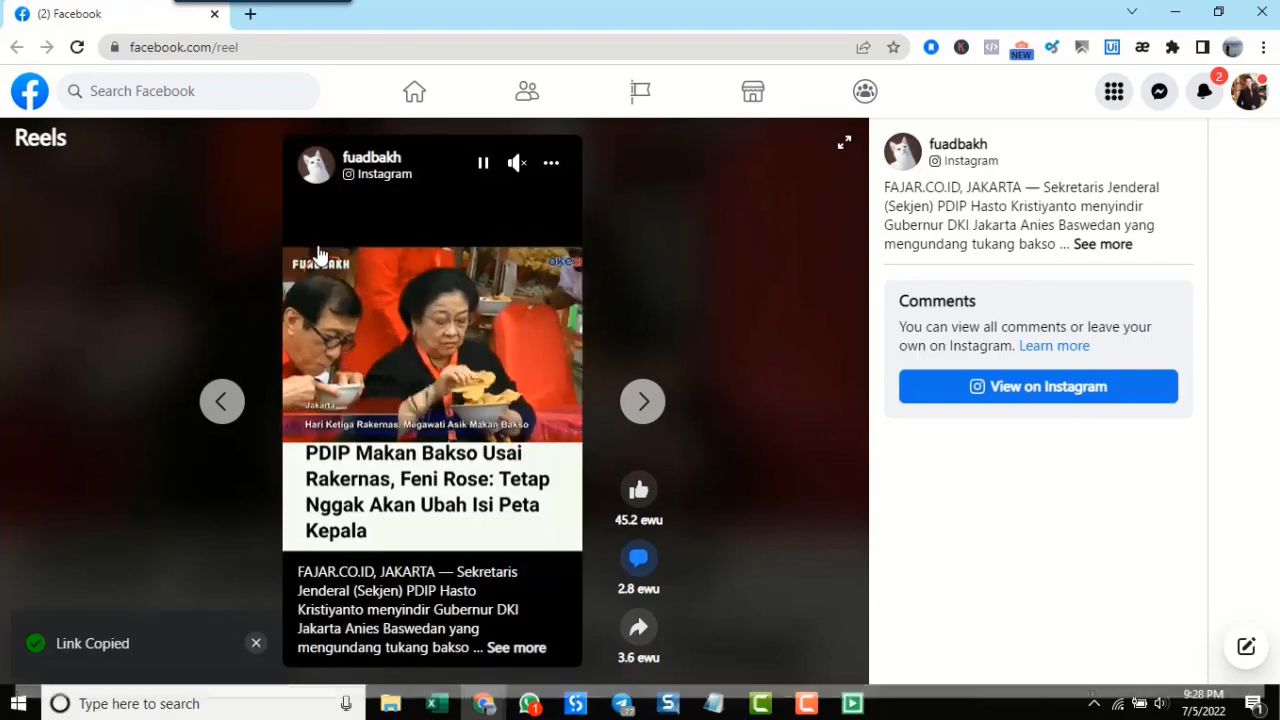 (2) Facebook
facebook.com/reel
NEW
Ui
æ
Search Facebook
2
Reels
fuadbakh
Instagram
FUADBAKH
Jakarta
Hari Ketiga Rakernas, Megawati Asik Makan Bakso
PDIP Makan Bakso Usai
Rakernas, Feni Rose: Tetap
Nggak Akan Ubah Isi Peta
Kepala
FAJAR.CO.ID, JAKARTA — Sekretaris
Jenderal (Sekjen) PDIP Hasto
Kristiyanto menyindir Gubernur DKI
Jakarta Anies Baswedan yang
mengundang tukang bakso ... See more
45.2 ewu
2.8 ewu
3.6 ewu
Link Copied
fuadbakh
Instagram
FAJAR.CO.ID, JAKARTA — Sekretaris Jenderal
(Sekjen) PDIP Hasto Kristiyanto menyindir
Gubernur DKI Jakarta Anies Baswedan yang
mengundang tukang bakso ... See more
Comments
You can view all comments or leave your
own on Instagram. Learn more
View on Instagram
Type here to search
1
77
9:28 PM
7/5/2022
1